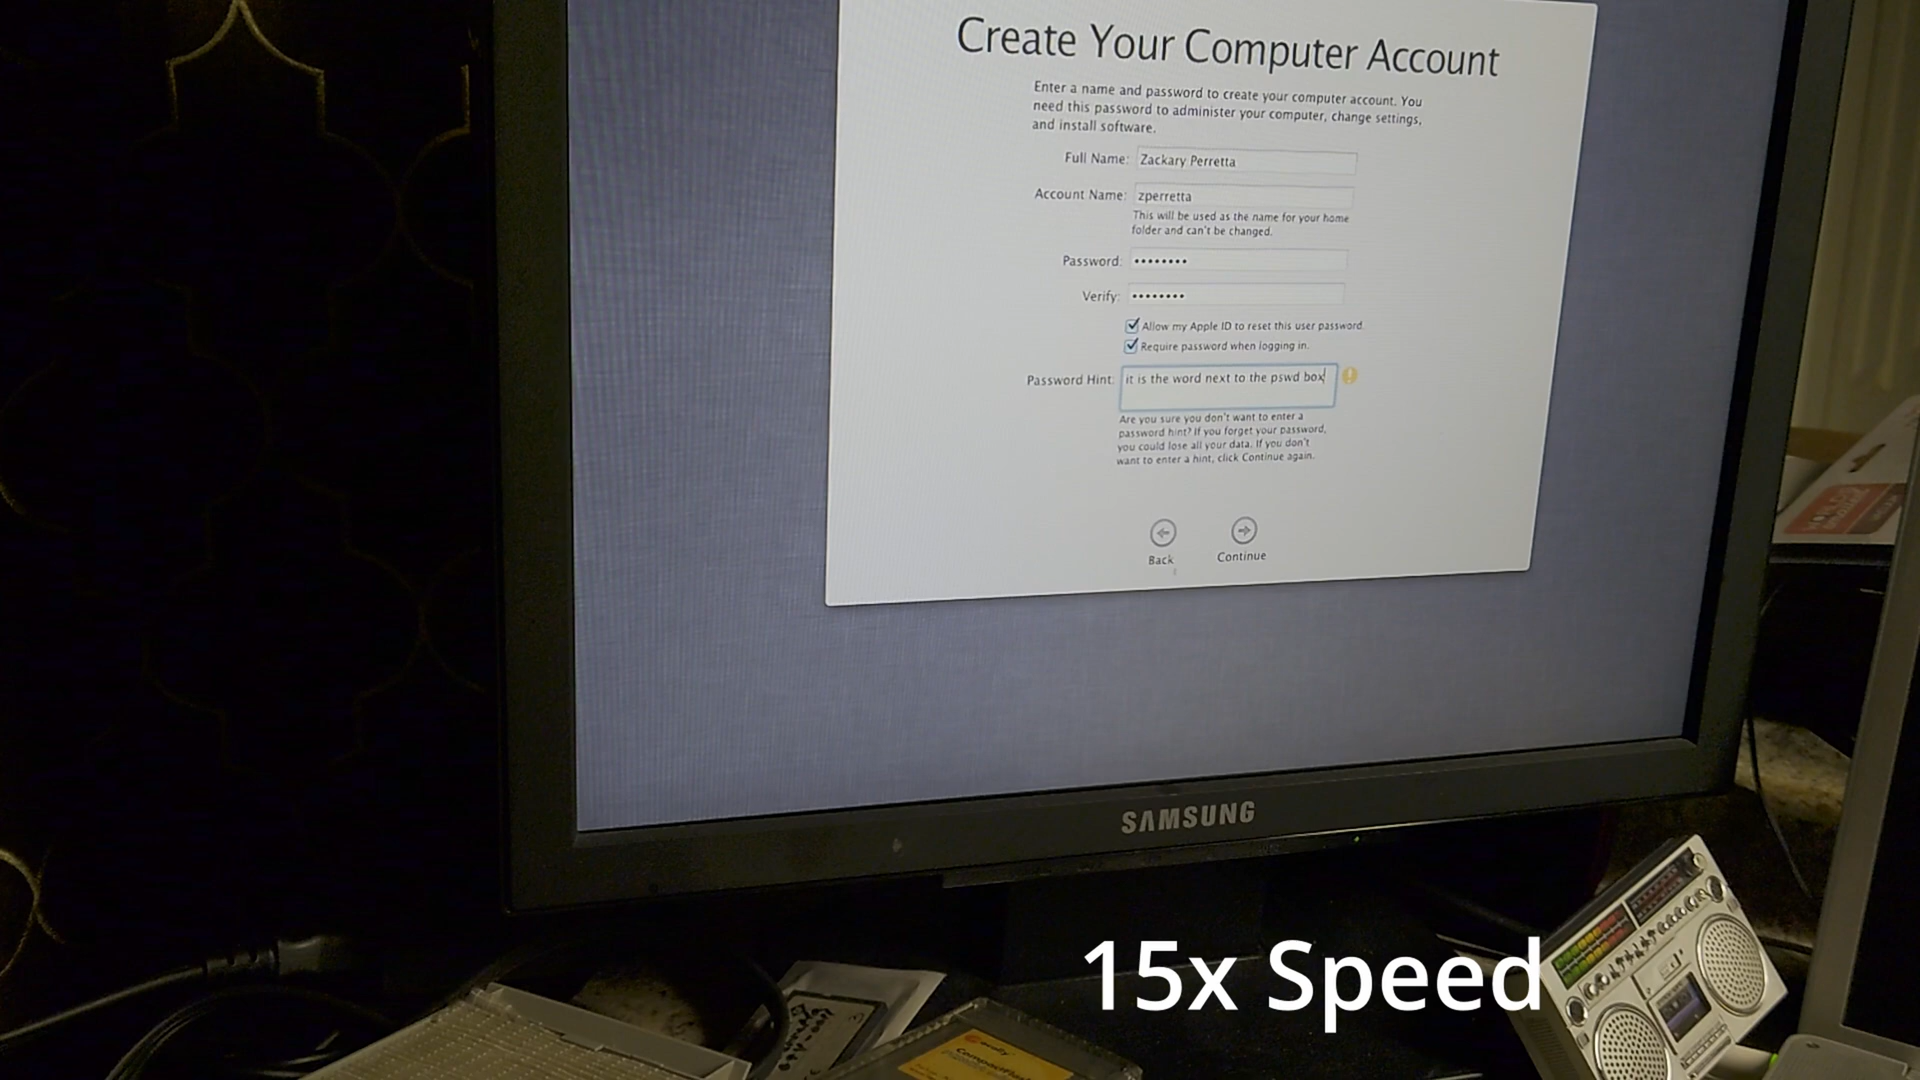 Create Your Computer Account
Enter a name and password to create your computer account. You
need this password to administer your computer, change settings,
and install software.
Full Name: Zackary Perretta
Account Name: zperretta
This will be used as the name for your home
folder and can't be changed.
Password: ••••••••
Verify: ••••••••
Allow my Apple ID to reset this user password.
Require password when logging in.
Password Hint: it is the word next to the pswd box
Are you sure you don't want to enter a
password hint? If you forget your password,
you could lose all your data. If you don't
want to enter a hint, click Continue again.
Back
Continue
SAMSUNG
15x Speed